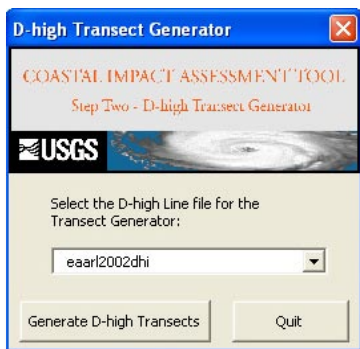 D-high Transect Generator
COASTAL IMPACT ASSESSMENT TOOL
Step Two - D-high Transect Generator
USGS
Select the D-high Line file for the
Transect Generator:
eaarl2002dhi
Generate D-high Transects
Quit